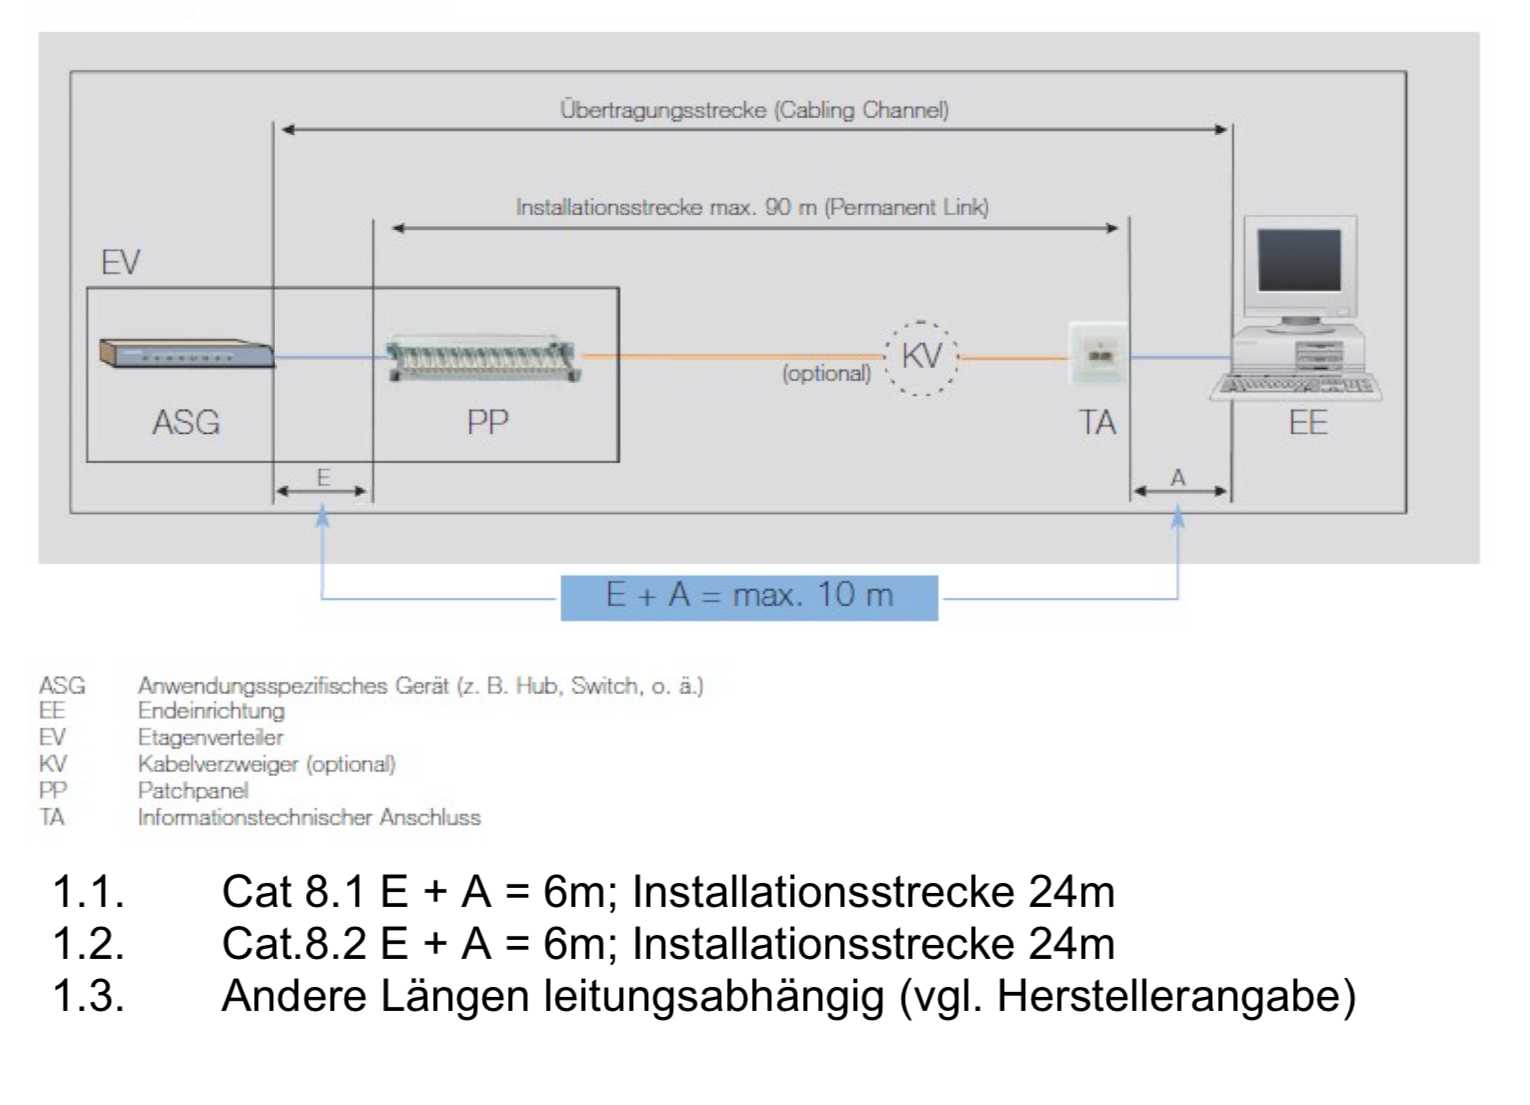 Übertragungsstrecke (Cabling Channel)
Installationsstrecke max. 90 m (Permanent Link)
EV
(optional)
KV
ASG
PP
TA
EE
E
A
E + A = max. 10 m
ASG Anwendungsspezifisches Gerät (z. B. Hub, Switch, o. ä.)
EE Endeinrichtung
EV Etagenverteiler
KV Kabelverzweiger (optional)
PP Patchpanel
TA Informationstechnischer Anschluss
1.1. Cat 8.1 E + A = 6m; Installationsstrecke 24m
1.2. Cat.8.2 E + A = 6m; Installationsstrecke 24m
1.3. Andere Längen leitungsabhängig (vgl. Herstellerangabe)